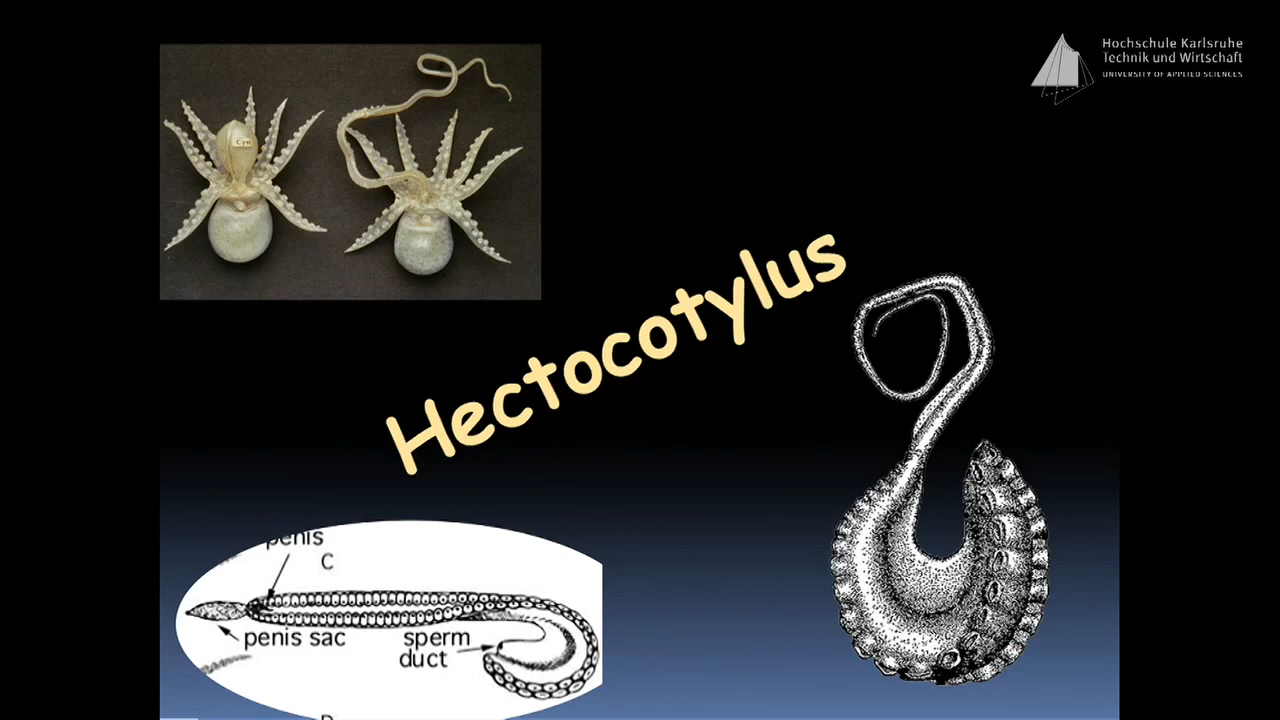 Hochschule Karlsruhe
Technik und Wirtschaft
UNIVERSITY OF APPLIED SCIENCES
Hectocotylus
penis
C
penis sac
sperm
duct